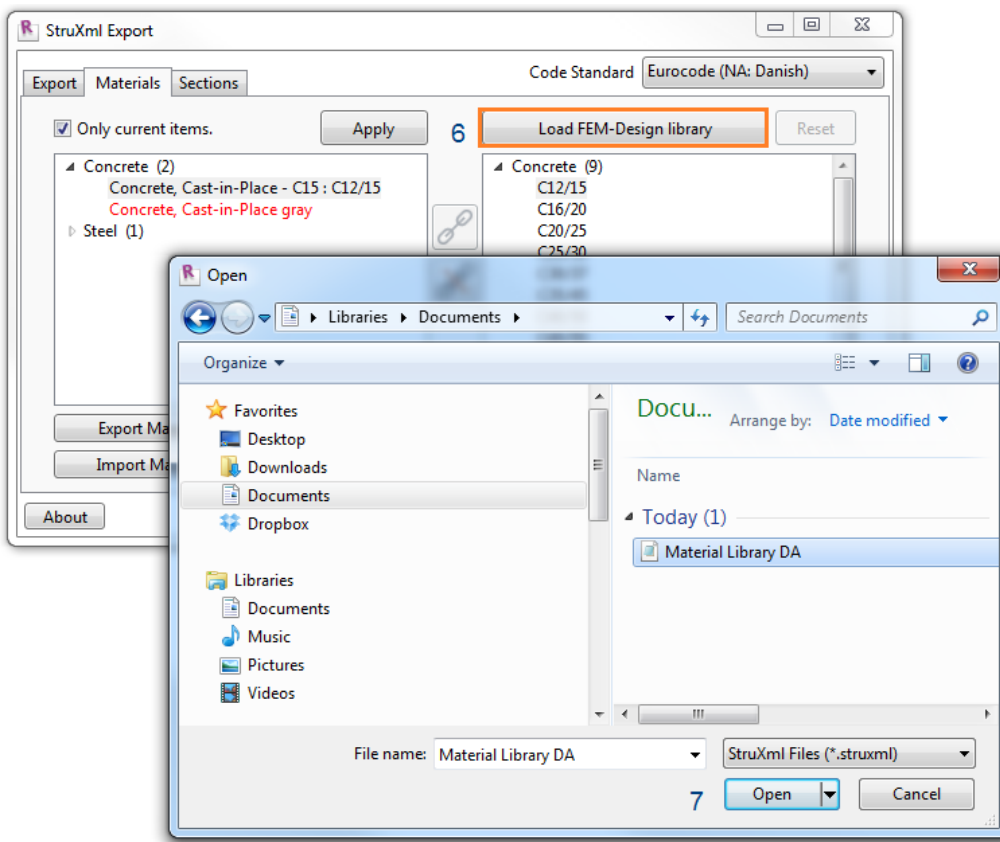 StruXml Export
Export Materials Sections
Code Standard Eurocode (NA: Danish)
Only current items. Apply 6 Load FEM-Design library Reset
Concrete (2)
Concrete, Cast-in-Place - C15 : C12/15
Concrete, Cast-in-Place gray
Steel (1)
Concrete (9)
C12/15
C16/20
C20/25
C25/30
Export Ma
Import Ma
About
Open
Libraries Documents
Search Documents
Organize
Favorites
Desktop
Downloads
Documents
Dropbox
Libraries
Documents
Music
Pictures
Videos
Docu... Arrange by: Date modified
Name
Today (1)
Material Library DA
File name: Material Library DA StruXml Files (*.struxml)
7 Open Cancel